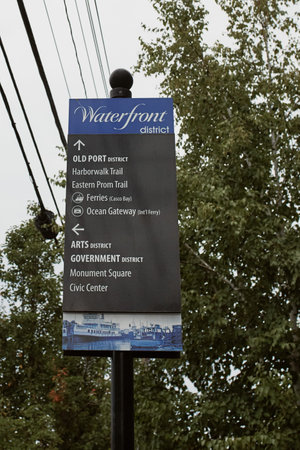 Waterfront
district
↑
OLD PORT DISTRICT
Harborwalk Trail
Eastern Prom Trail
Ferries (Casco Bay)
Ocean Gateway (Int'l Ferry)
←
ARTS DISTRICT
GOVERNMENT DISTRICT
Monument Square
Civic Center